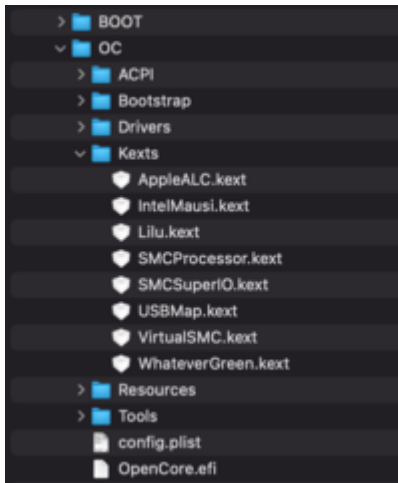 BOOT
OC
ACPI
Bootstrap
Drivers
Kexts
AppleALC.kext
IntelMausi.kext
Lilu.kext
SMCProcessor.kext
SMCSuperIO.kext
USBMap.kext
VirtualSMC.kext
WhateverGreen.kext
Resources
Tools
config.plist
OpenCore.efi